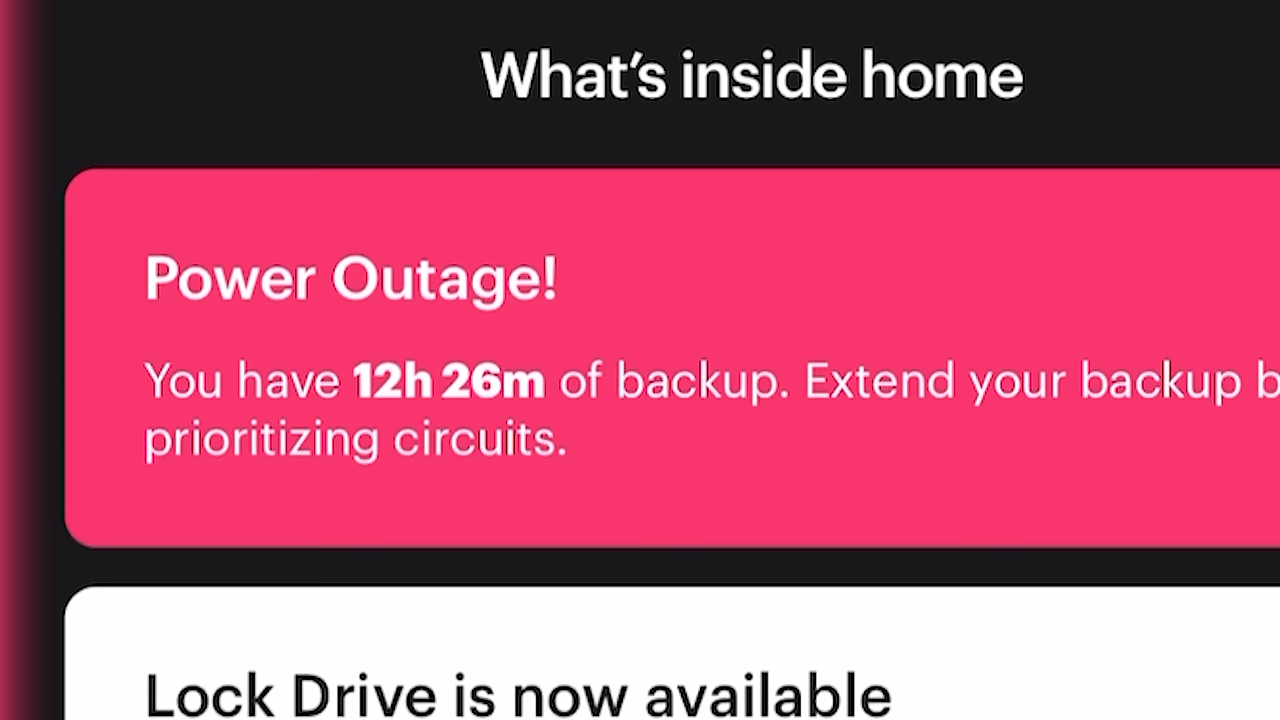 What’s inside home
Power Outage!
You have 12h 26m of backup. Extend your backup
prioritizing circuits.
Lock Drive is now available